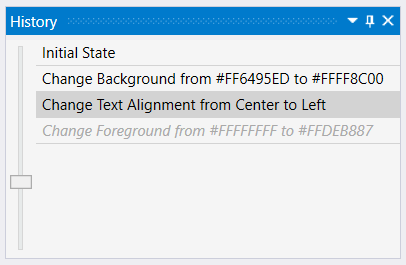 History
Initial State
Change Background from #FF6495ED to #FFFF8C00
Change Text Alignment from Center to Left
Change Foreground from #FFFFFFFF to #FFDEB887